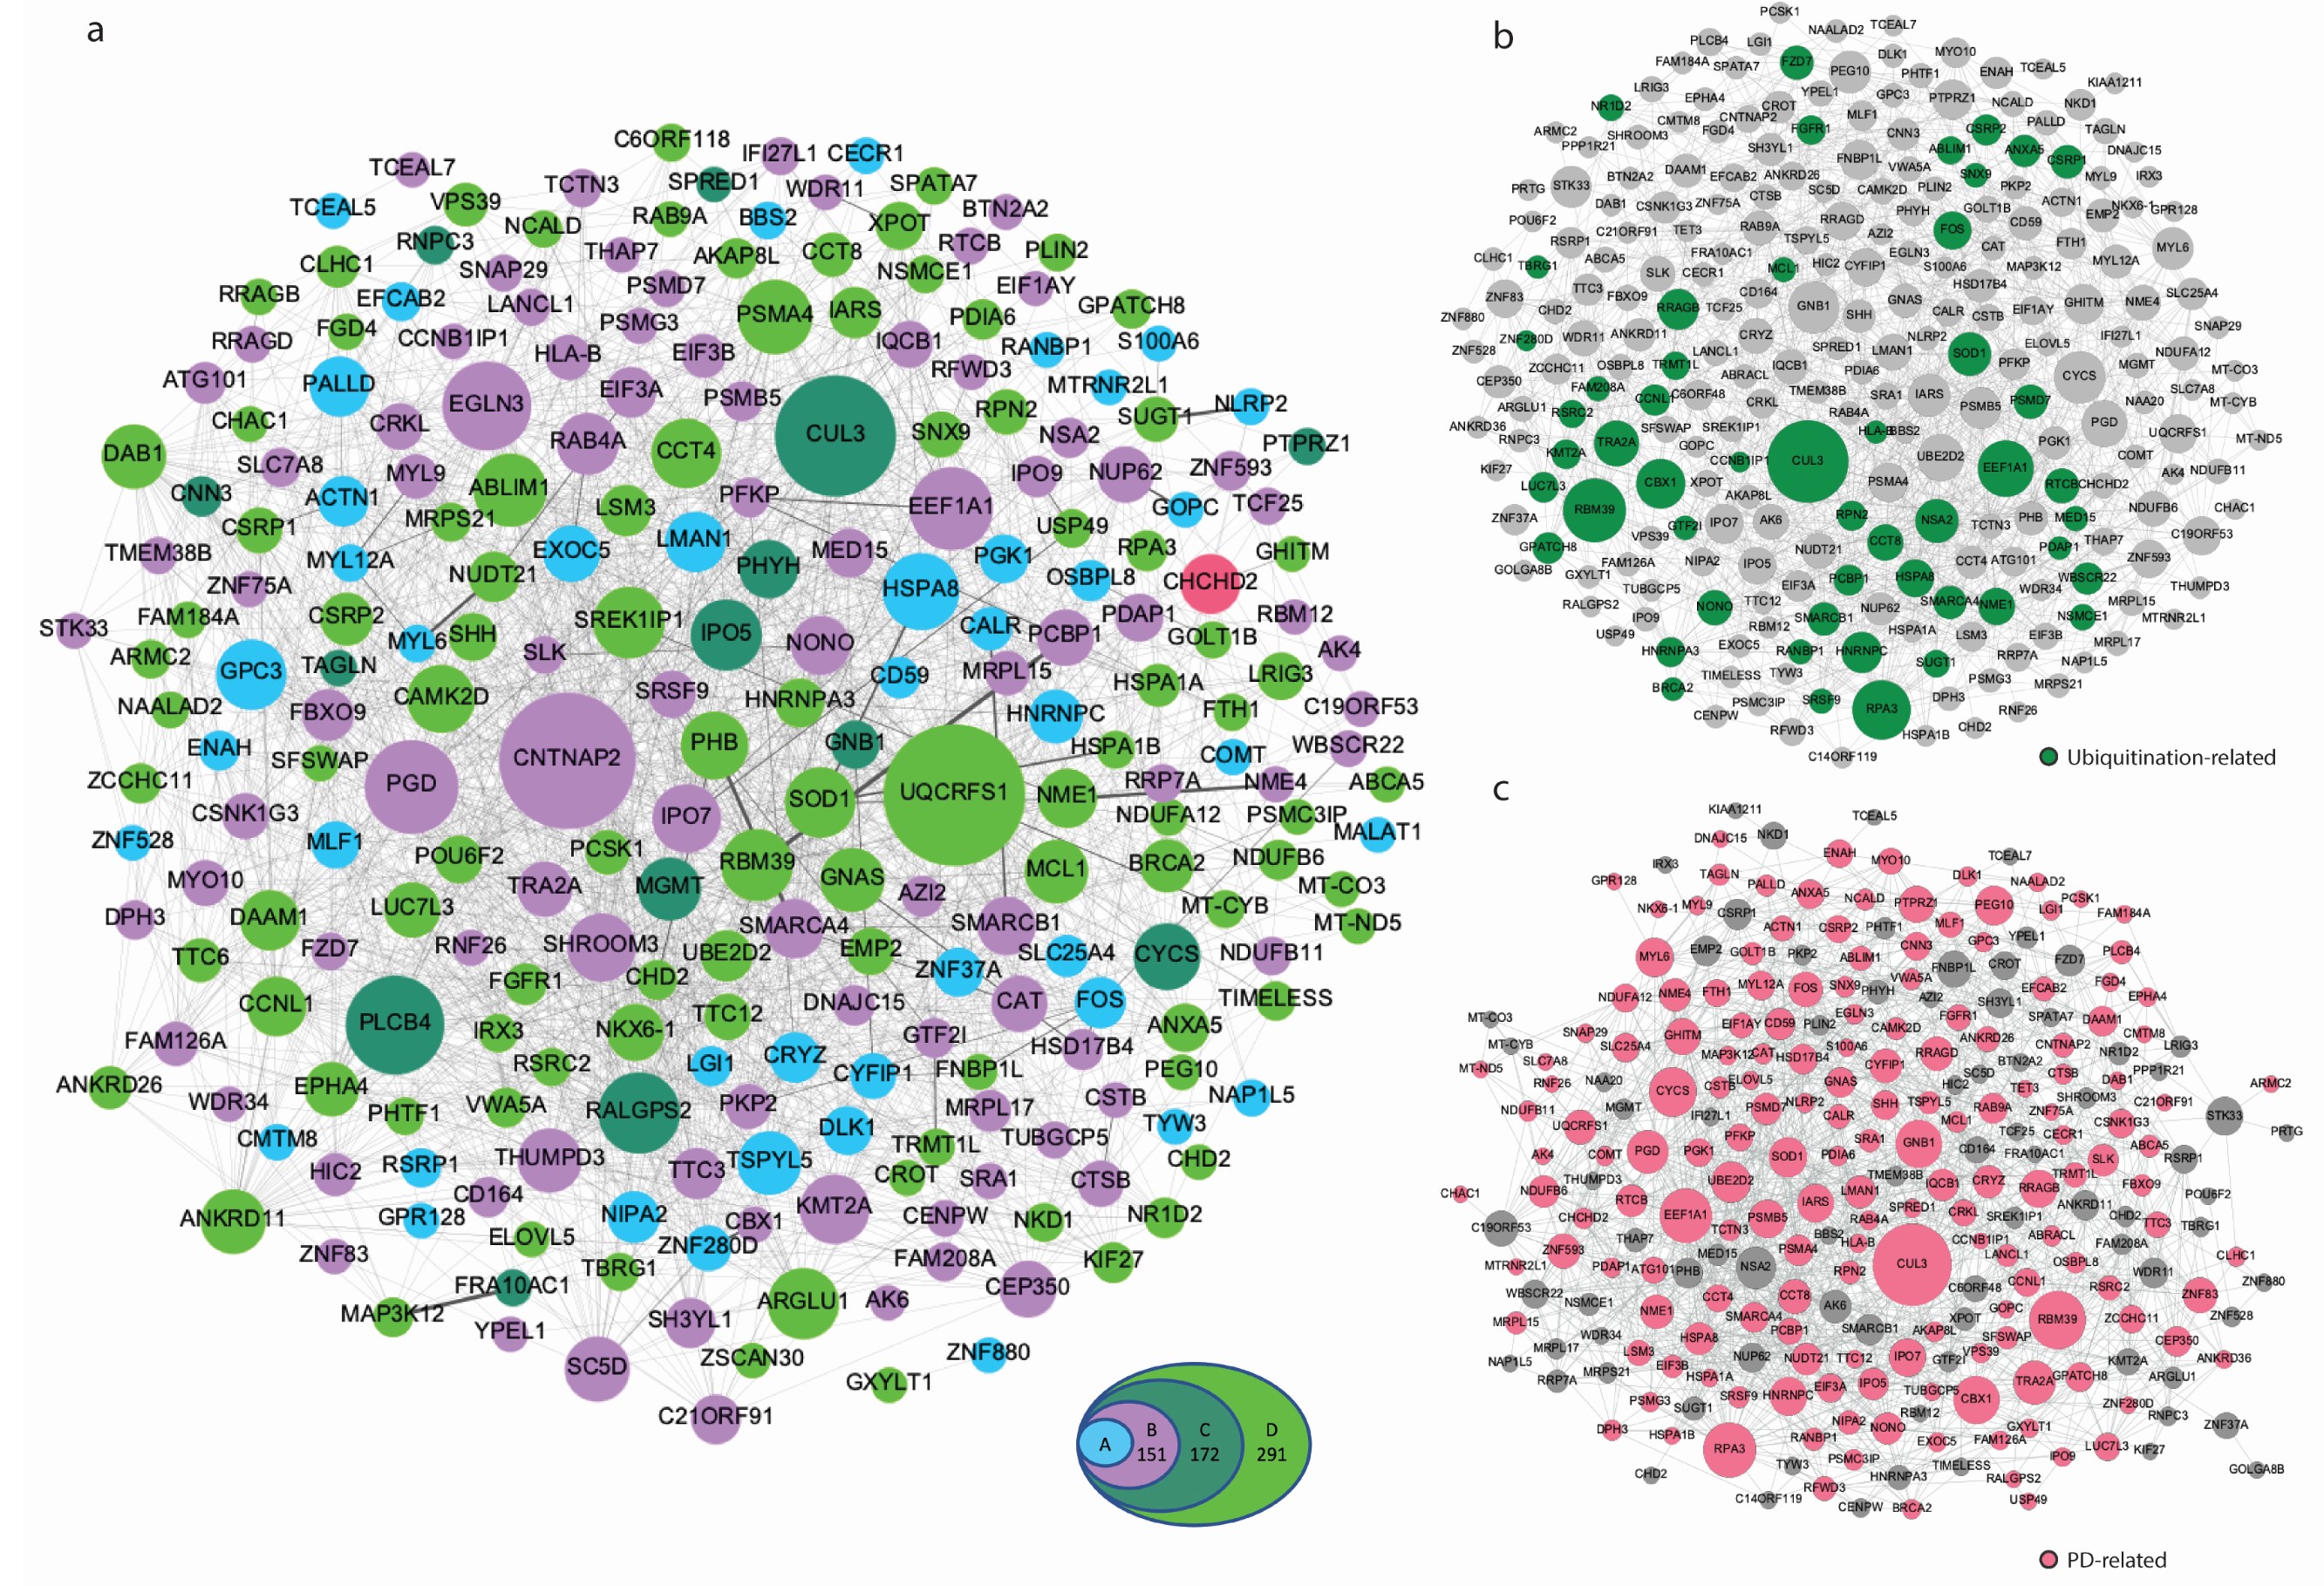 a
C6ORF118
IFI27L1 CECR1
TCEAL7
TCTN3 SPRED1 WDR11 SPATA7
TCEAL5 VPS39 RAB9A BBS2 BTN2A2
NCALD XPOT
RNPC3 THAP7 AKAP8L CCT8 RTCB PLIN2
CLHC1 SNAP29 NSMCE1
RRAGB EFCAB2 LANCL1 PSMD7 EIF1AY
FGD4 PSMG3 PSMA4 IARS PDIA6 GPATCH8
RRAGD CCNB1IP1 HLA-B EIF3B IQCB1 RANBP1 S100A6
ATG101 PALLD EIF3A RFWD3 MTRNR2L1
EGLN3 PSMB5 NLRP2
CHAC1 CRKL RAB4A CUL3 SNX9 RPN2 SUGT1
DAB1 SLC7A8 CCT4 NSA2 PTPRZ1
CNN3 ACTN1 MYL9 ABLIM1 PFKP IPO9 NUP62 ZNF593
CSRP1 MRPS21 LSM3 EEF1A1 GOPC TCF25
TMEM38B MYL12A EXOC5 LMAN1 MED15 USP49 RPA3 GHITM
ZNF75A NUDT21 PHYH HSPA8 PGK1 OSBPL8 CHCHD2
STK33 FAM184A CSRP2 SREK1IP1 IPO5 NONO CALR PCBP1 PDAP1 RBM12
ARMC2 GPC3 TAGLN MYL6 SHH SLK MRPL15 GOLT1B AK4
NAALAD2 FBXO9 CAMK2D SRSF9 HNRNPA3 CD59 HSPA1A LRIG3
ENAH SFSWAP CNTNAP2 PHB GNB1 HNRNPC FTH1 C19ORF53
ZCCHC11 PGD UQCRFS1 HSPA1B COMT WBSCR22
CSNK1G3 IPO7 SOD1 NME1 RRP7A NME4 ABCA5
ZNF528 MLF1 NDUFA12 PSMC3IP MALAT1
POU6F2 PCSK1 RBM39 GNAS MCL1 BRCA2 NDUFB6
MYO10 TRA2A MGMT AZI2 MT-CO3
DPH3 DAAM1 LUC7L3 SMARCA4 SMARCB1 MT-CYB MT-ND5
TTC6 FZD7 RNF26 SHROOM3 UBE2D2 EMP2 SLC25A4 CYCS NDUFB11
CCNL1 FGFR1 CHD2 ZNF37A
PLCB4 TTC12 DNAJC15 CAT FOS TIMELESS
FAM126A IRX3 NKX6-1 GTF2I HSD17B4 ANXA5
ANKRD26 EPHA4 RSRC2 LGI1 CRYZ CYFIP1 FNBP1L PEG10
WDR34 PHTF1 VWA5A RALGPS2 PKP2 MRPL17 CSTB NAP1L5
CMTM8 DLK1 TRMT1L TUBGCP5 TYW3
HIC2 RSRP1 THUMPD3 TTC3 TSPYL5 CROT SRA1 CTSB CHD2
ANKRD11 GPR128 CD164 NIPA2 CBX1 KMT2A CENPW NKD1 NR1D2
ZNF83 ELOVL5 ZNF280D
FRA10AC1 TBRG1 FAM208A KIF27
MAP3K12 ARGLU1 AK6 CEP350
YPEL1 SH3YL1
SC5D ZSCAN30 ZNF880
GXYLT1
C21ORF91
A B C D
151 172 291
b
PCSK1
NAALAD2 TCEAL7
PLCB4 LGI1 DLK1 MYO10
FAM184A SPATA7 FZD7 PEG10 PHTF1 ENAH TCEAL5
LRIG3 YPEL1 GPC3 KIAA1211
NR1D2 EPHA4 CROT PTPRZ1 NCALD NKD1
CMTM8 CNTNAP2 MLF1
ARMC2 SHROOM3 FGD4 FGFR1 CNN3 CSRP2 PALLD TAGLN
PPP1R21 SH3YL1 ABLIM1 ANXA5 CSRP1 DNAJC15
BTN2A2 DAAM1 EFCAB2 ANKRD26 FNBP1L VWA5A SNX9 MYL9 IRX3
PRTG STK33 CTSB SC5D CAMK2D PLIN2 PKP2
DAB1 CSNK1G3 ZNF75A ACTN1 NKX6-1
POU6F2 RRAGD PHYH GOLT1B CD59 EMP2 GPR128
C21ORF91 TET3 RAB9A TSPYL5 AZI2 FOS FTH1
RSRP1 FRA10AC1 EGLN3 CAT MYL6
CLHC1 TBRG1 ABCA5 SLK CECR1 MCL1 HIC2 CYFIP1 S100A6 MAP3K12 MYL12A
ZNF83 TTC3 FBXO9 CD164 HSD17B4
CHD2 RRAGB TCF25 GNB1 SHH GNAS CALR CSTB EIF1AY GHITM NME4 SLC25A4
ZNF880 WDR11 ANKRD11 CRYZ NLRP2 IFI27L1 SNAP29
ZNF280D LANCL1 SPRED1 LMAN1 SOD1 ELOVL5 NDUFA12
ZNF528 ZCCHC11 OSBPL8 TRMT1L ABRACL IQCB1 PDIA6 PFKP MGMT MT-CO3
CEP350 FAM208A C6ORF48 TMEM38B SRA1 IARS CYCS SLC7A8
ARGLU1 RSRC2 CCNL1 CRKL RAB4A PSMB5 PSMD7 NAA20 MT-CYB
ANKRD36 SFSWAP SREK1IP1 HLA-B BBS2 PGD UQCRFS1
RNPC3 TRA2A GOPC PGK1 MT-ND5
KMT2A CCNB1IP1 CUL3 UBE2D2 EEF1A1 COMT
KIF27 LUC7L3 CBX1 XPOT PSMA4 RTCB CHCHD2 AK4 NDUFB11
RBM39 AKAP8L NDUFB6 CHAC1
ZNF37A GTF2I IPO7 AK6 RPN2 NSA2 TCTN3 PHB MED15
VPS39 C19ORF53
GPATCH8 NUDT21 CCT8 PDAP1 THAP7
GOLGA8B FAM126A NIPA2 IPO5 CCT4 ATG101 ZNF593
GXYLT1 TUBGCP5 EIF3A PCBP1 HSPA8 WDR34 WBSCR22 THUMPD3
RALGPS2 IPO9 NONO TTC12 NUP62 SMARCA4 NME1 MRPL15
USP49 RBM12 SMARCB1 HSPA1A LSM3 EIF3B NSMCE1 MTRNR2L1
HNRNPA3 EXOC5 RANBP1 HNRNPC SUGT1 RRP7A NAP1L5 MRPL17
BRCA2 TIMELESS TYW3 PSMG3 MRPS21
CENPW PSMC3IP SRSF9 RPA3 DPH3 RNF26
RFWD3 HSPA1B CHD2
C14ORF119
Ubiquitination-related
c
KIAA1211 TCEAL5
DNAJC15 NKD1
IRX3 ENAH MYO10 TCEAL7
GPR128 TAGLN PALLD ANXA5 DLK1 NAALAD2
NKX6-1 MYL9 CSRP1 NCALD PTPRZ1 PEG10 LGI1 PCSK1 FAM184A
ACTN1 CSRP2 PHTF1 MLF1
MYL6 EMP2 GOLT1B PKP2 ABLIM1 CNN3 GPC3 YPEL1 FZD7 PLCB4
FNBP1L CROT
NDUFA12 NME4 FTH1 MYL12A FOS SNX9 PHYH VWA5A AZI2 SH3YL1 EFCAB2 FGD4 EPHA4
MT-CO3 SNAP29 EIF1AY CD59 PLIN2 EGLN3 CAMK2D FGFR1 SPATA7 DAAM1 CMTM8
MT-CYB SLC25A4 GHITM S100A6 ANKRD26 CNTNAP2 NR1D2 LRIG3
MT-ND5 SLC7A8 MAP3K12 CAT HSD17B4 CYFIP1 RRAGD BTN2A2 PPP1R21
RNF26 NAA20 CYCS CSTB ELOVL5 GNAS HIC2 SC5D TET3 CTSB DAB1 ARMC2
NDUFB11 MGMT IFI27L1 PSMD7 NLRP2 CALR SHH TSPYL5 RAB9A ZNF75A SHROOM3 C21ORF91 STK33
UQCRFS1 PFKP SRA1 MCL1 TCF25 CECR1 CSNK1G3 PRTG
AK4 COMT PGD PGK1 SOD1 PDIA6 GNB1 CD164 FRA10AC1 SLK ABCA5 RSRP1
NDUFB6 THUMPD3 UBE2D2 TMEM38B IQCB1 CRYZ RRAGB TRMT1L FBXO9
CHAC1 RTCB IARS LMAN1 SPRED1 CRKL ANKRD11 POU6F2
C19ORF53 CHCHD2 EEF1A1 TCTN3 PSMB5 RAB4A SREK1IP1 CHD2 TTC3 TBRG1
ZNF593 THAP7 MED15 PSMA4 BBS2 HLA-B CCNB1IP1 ABRACL FAM208A
MTRNR2L1 PDAP1 ATG101 PHB NSA2 RPN2 CUL3 LANCL1 OSBPL8 WDR11 CLHC1
WBSCR22 NSMCE1 CCT4 CCT8 AK6 C6ORF48 CCNL1 RSRC2 ZNF83 ZNF880
MRPL15 NME1 SMARCA4 PCBP1 SMARCB1 AKAP8L XPOT GOPC RBM39 ZCCHC11 ZNF528
WDR34 HSPA8 SFSWAP CEP350
NAP1L5 MRPL17 LSM3 NUP62 NUDT21 TTC12 IPO7 GTF2I VPS39 KMT2A ANKRD36
RRP7A MRPS21 EIF3B HSPA1A EIF3A IPO5 TRA2A GPATCH8 ARGLU1
PSMG3 SUGT1 SRSF9 HNRNPC TUBGCP5 CBX1 ZNF280D RNPC3
DPH3 HSPA1B RPA3 RANBP1 NIPA2 NONO RBM12 GXYLT1 ZNF37A
EXOC5 FAM126A LUC7L3 KIF27
CHD2 TYW3 PSMC3IP HNRNPA3 TIMELESS IPO9 GOLGA8B
C14ORF119 RFWD3 CENPW BRCA2 RALGPS2 USP49
PD-related